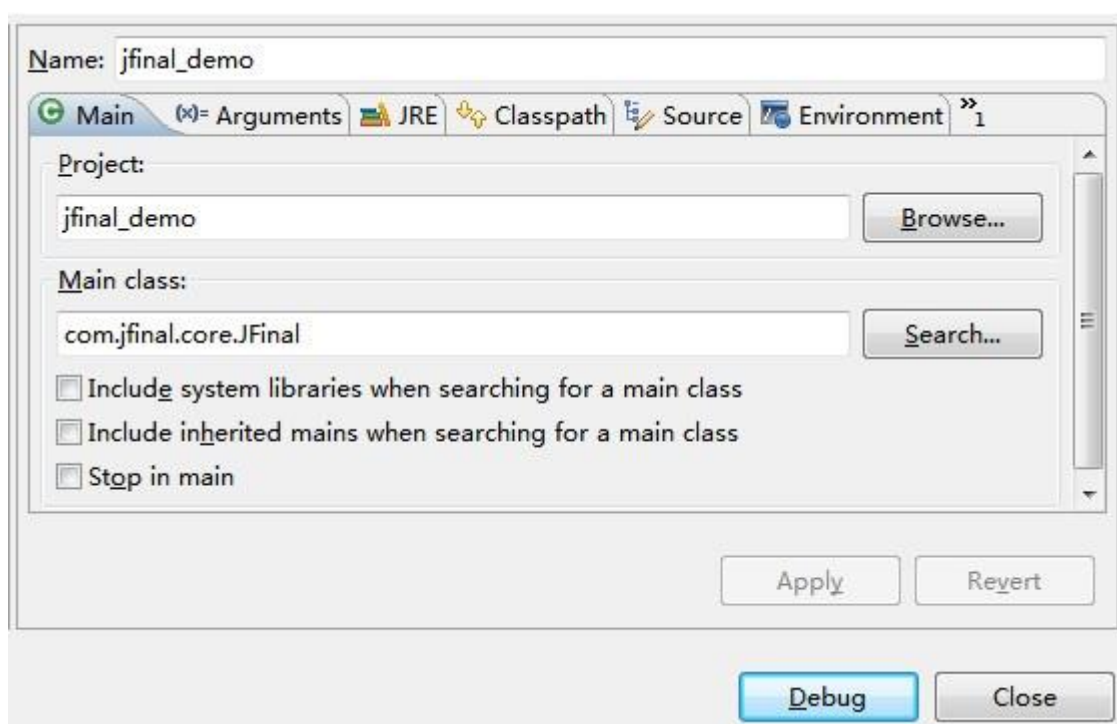 Name: jfinal_demo
Main (x)= Arguments JRE Classpath Source Environment »1
Project:
jfinal_demo Browse...
Main class:
com.jfinal.core.JFinal Search...
Include system libraries when searching for a main class
Include inherited mains when searching for a main class
Stop in main
Apply Revert
Debug Close